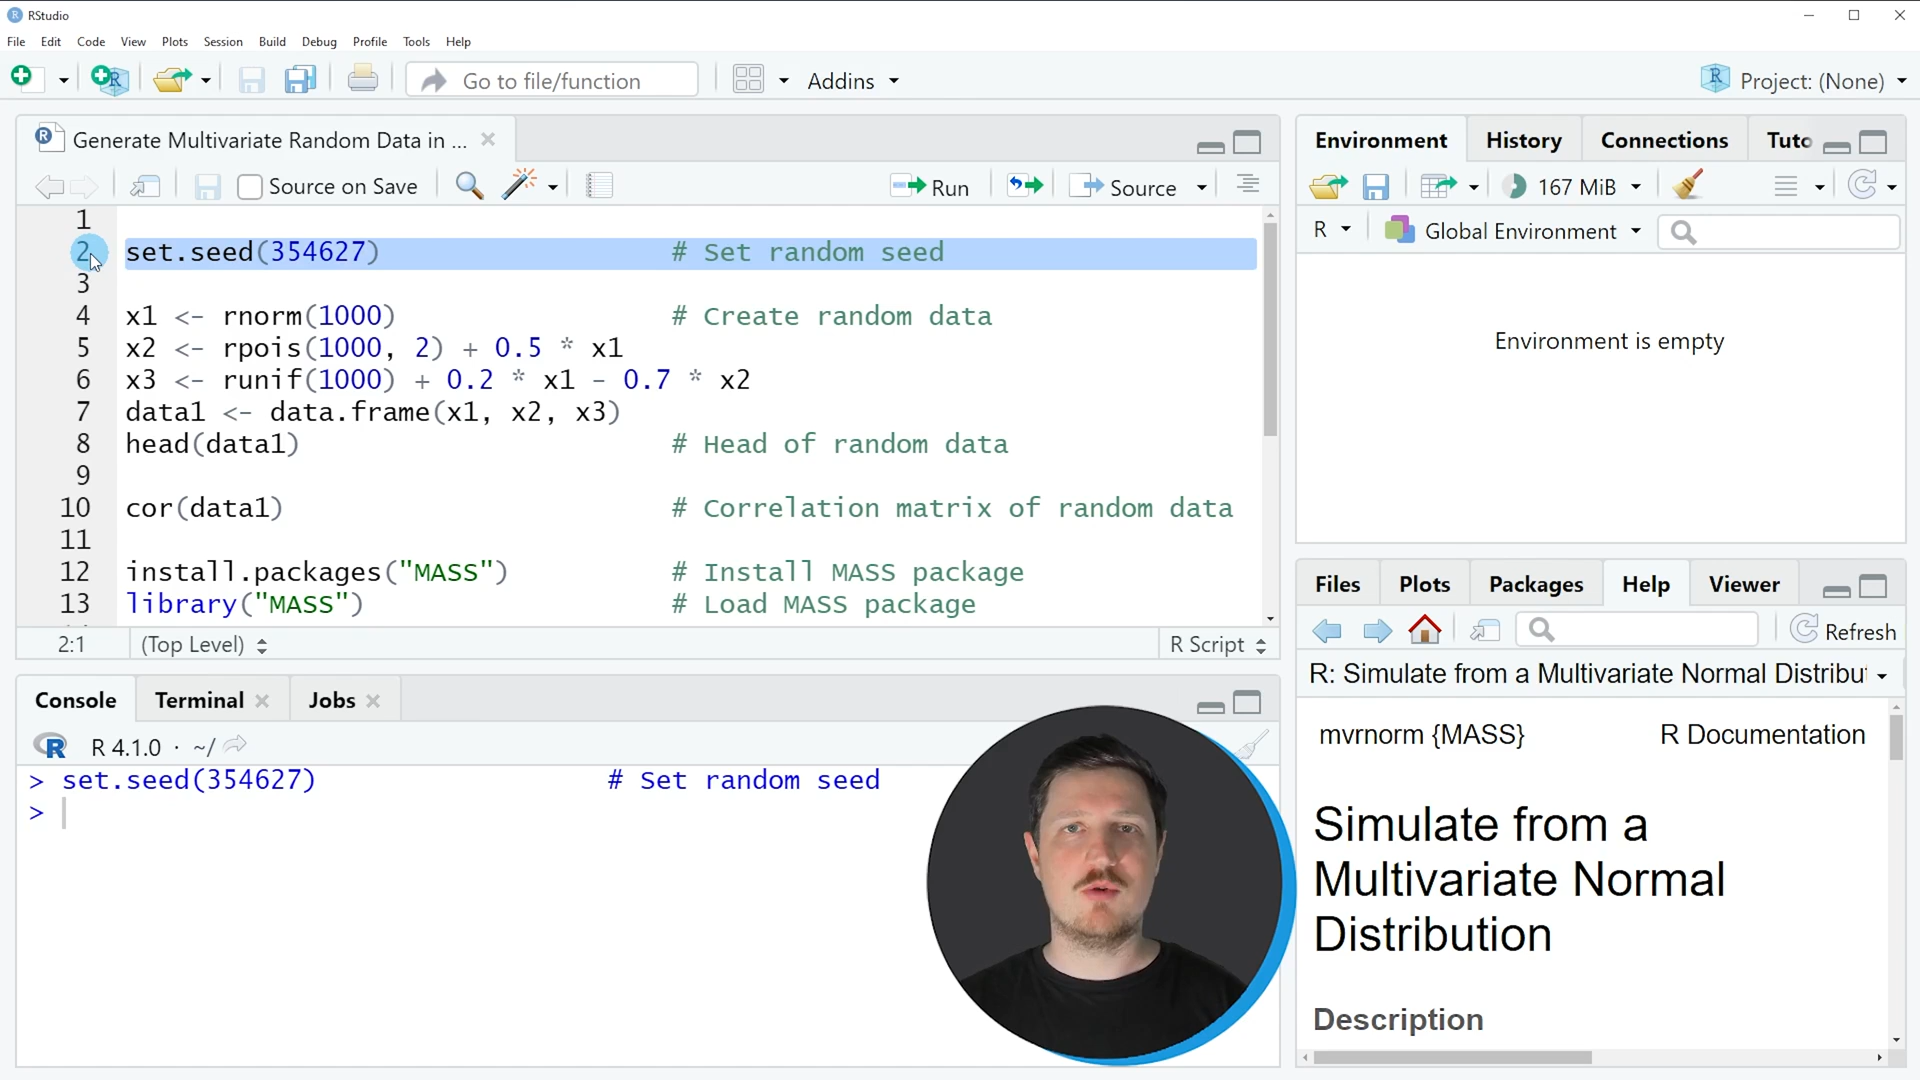 RStudio
File Edit Code View Plots Session Build Debug Profile Tools Help
Go to file/function Addins Project: (None)
Generate Multivariate Random Data in ...
Source on Save Run Source
1
2 set.seed(354627) # Set random seed
3
4 x1 <- rnorm(1000) # Create random data
5 x2 <- rpois(1000, 2) + 0.5 * x1
6 x3 <- runif(1000) + 0.2 * x1 - 0.7 * x2
7 data1 <- data.frame(x1, x2, x3)
8 head(data1) # Head of random data
9
10 cor(data1) # Correlation matrix of random data
11
12 install.packages("MASS") # Install MASS package
13 library("MASS") # Load MASS package
2:1 (Top Level) R Script
Console Terminal Jobs
R 4.1.0 · ~/
> set.seed(354627) # Set random seed
>
Environment History Connections Tuto
167 MiB
R Global Environment
Environment is empty
Files Plots Packages Help Viewer
Refresh
R: Simulate from a Multivariate Normal Distribu
mvrnorm {MASS} R Documentation
Simulate from a
Multivariate Normal
Distribution
Description